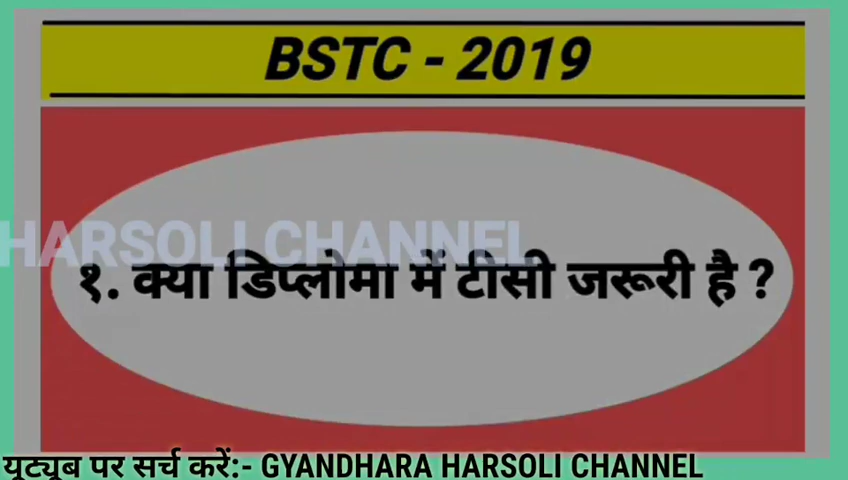 BSTC - 2019
HARSOLI CHANNEL
१. क्या डिप्लोमा में टीसी जरूरी है ?
यूट्यूब पर सर्च करें:- GYANDHARA HARSOLI CHANNEL